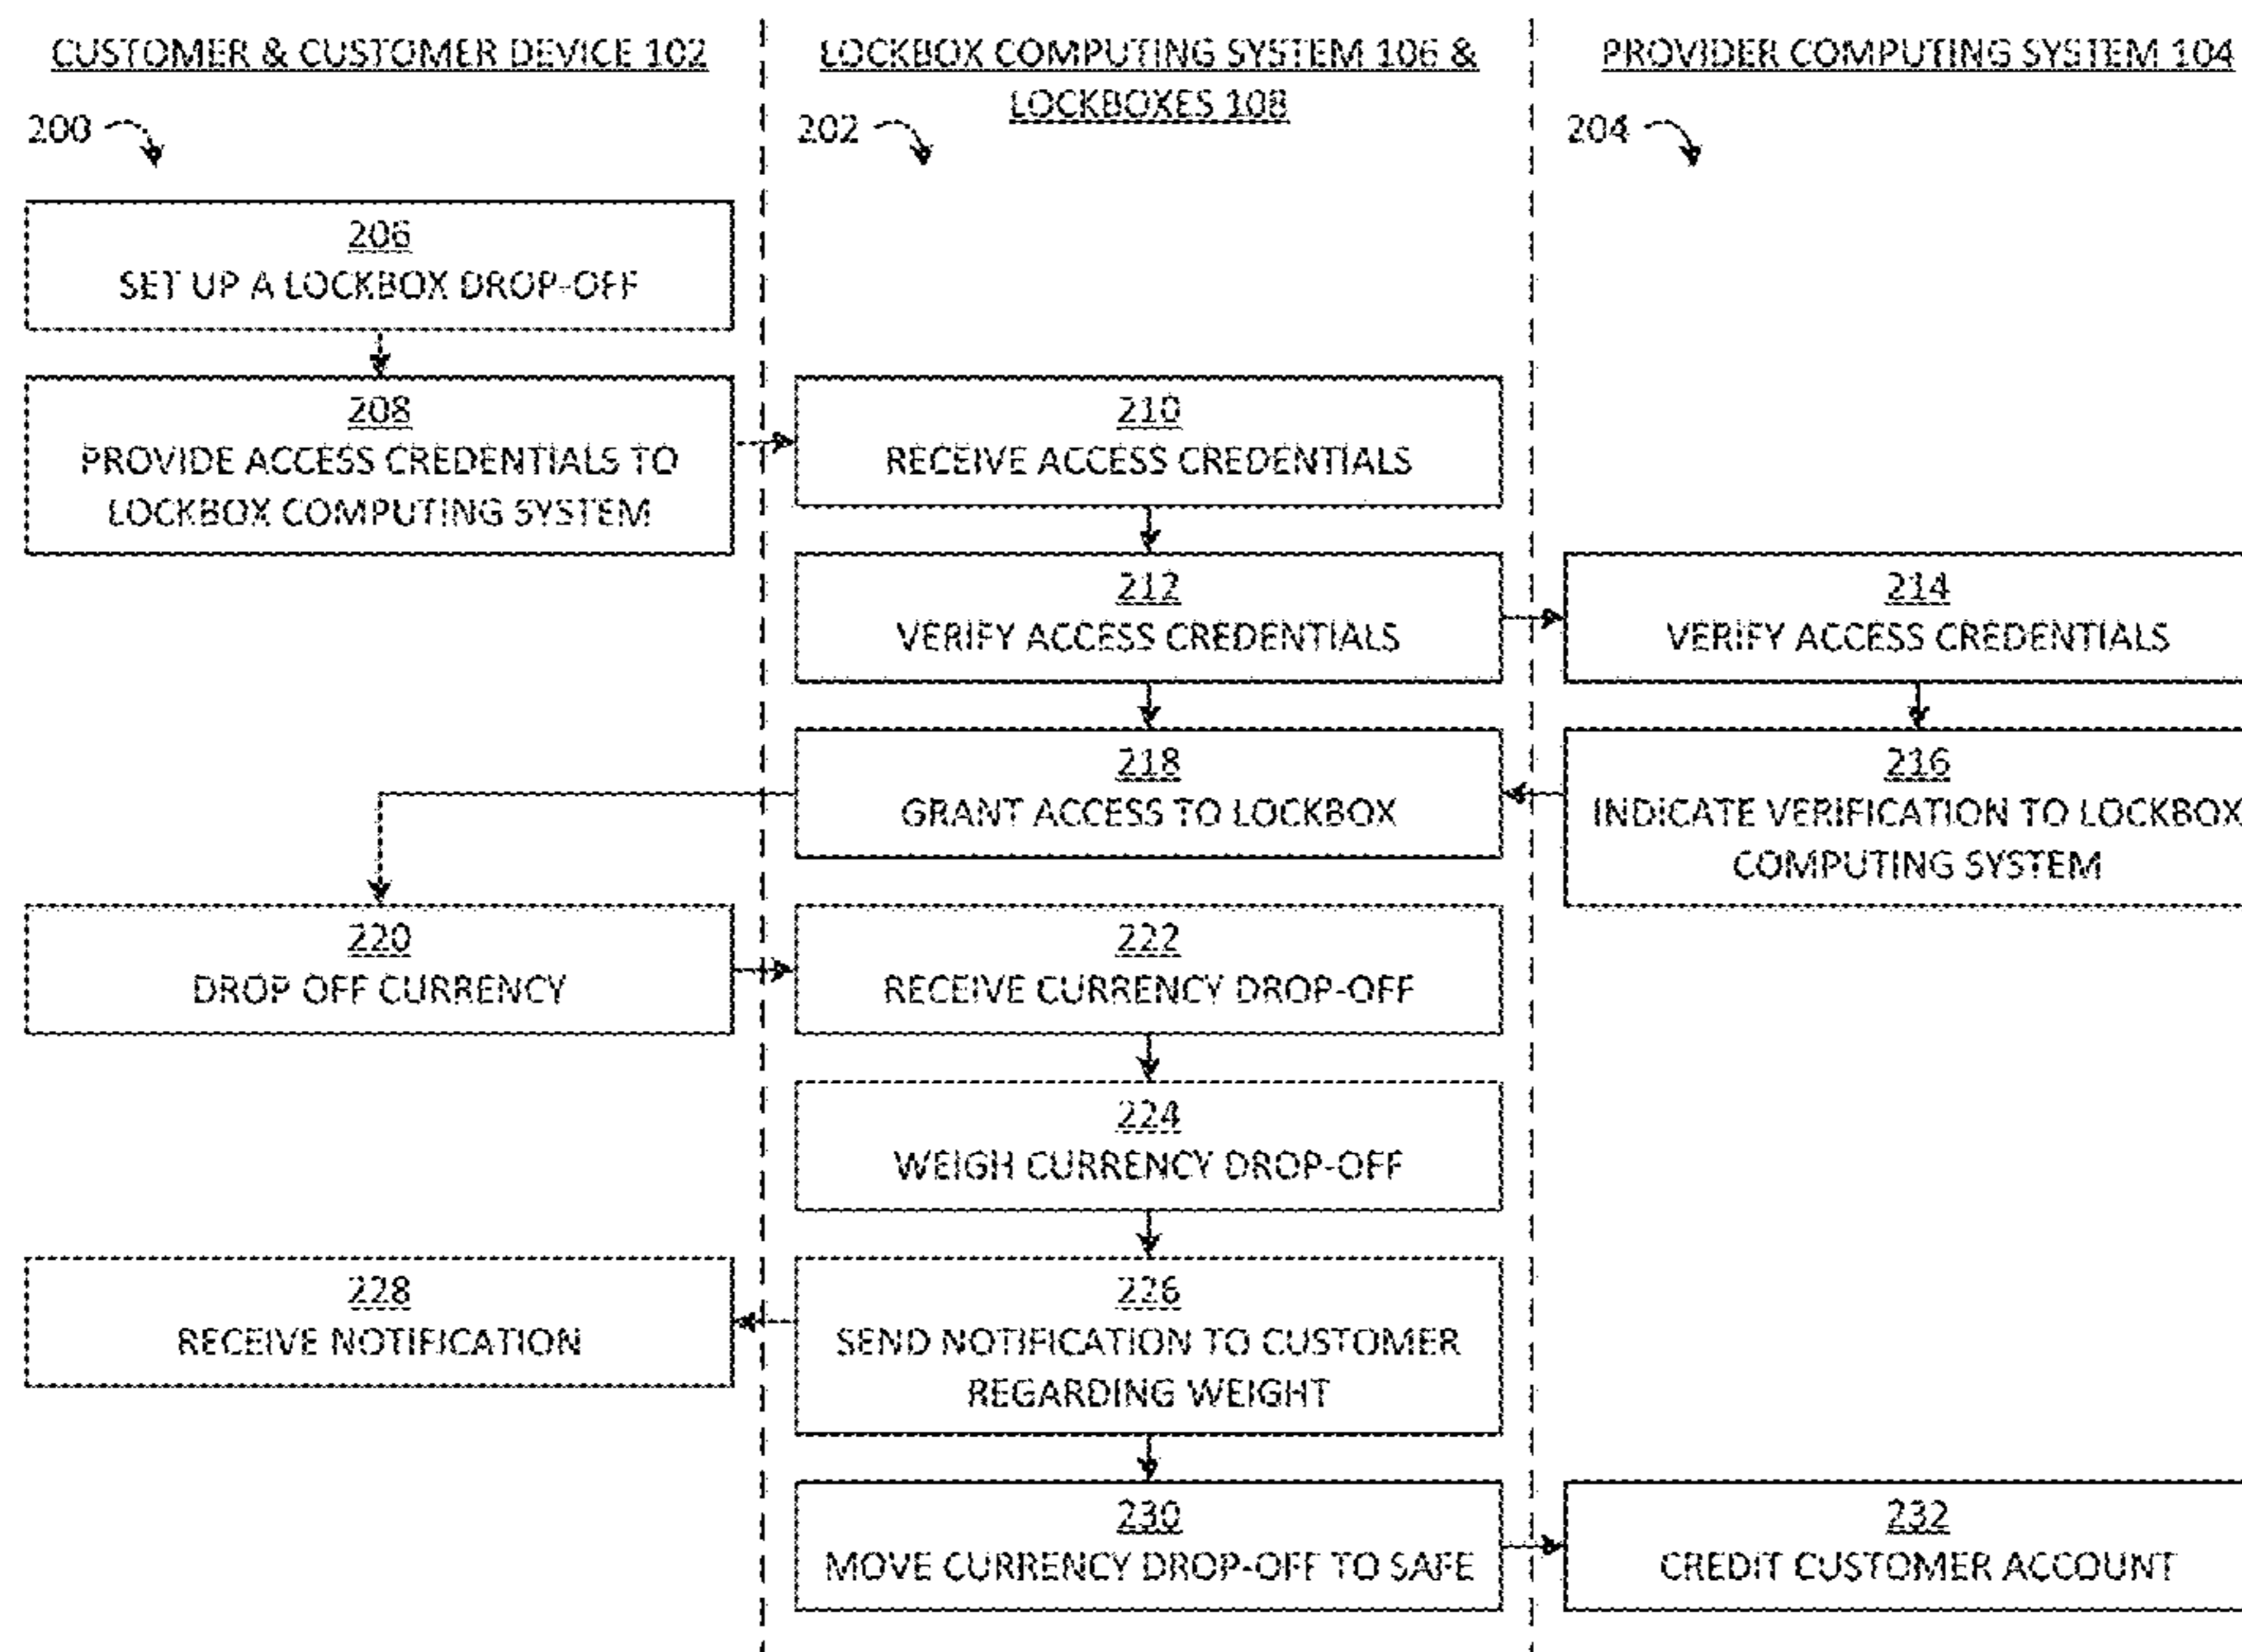 CUSTOMER & CUSTOMER DEVICE 102
LOCKBOX COMPUTING SYSTEM 106 &
LOCKBOXES 108
PROVIDER COMPUTING SYSTEM 104
200
202
204
206
SET UP A LOCKBOX DROP-OFF
208
PROVIDE ACCESS CREDENTIALS TO
LOCKBOX COMPUTING SYSTEM
210
RECEIVE ACCESS CREDENTIALS
212
VERIFY ACCESS CREDENTIALS
214
VERIFY ACCESS CREDENTIALS
218
GRANT ACCESS TO LOCKBOX
216
INDICATE VERIFICATION TO LOCKBOX
COMPUTING SYSTEM
220
DROP OFF CURRENCY
222
RECEIVE CURRENCY DROP-OFF
224
WEIGH CURRENCY DROP-OFF
228
RECEIVE NOTIFICATION
226
SEND NOTIFICATION TO CUSTOMER
REGARDING WEIGHT
230
MOVE CURRENCY DROP-OFF TO SAFE
232
CREDIT CUSTOMER ACCOUNT